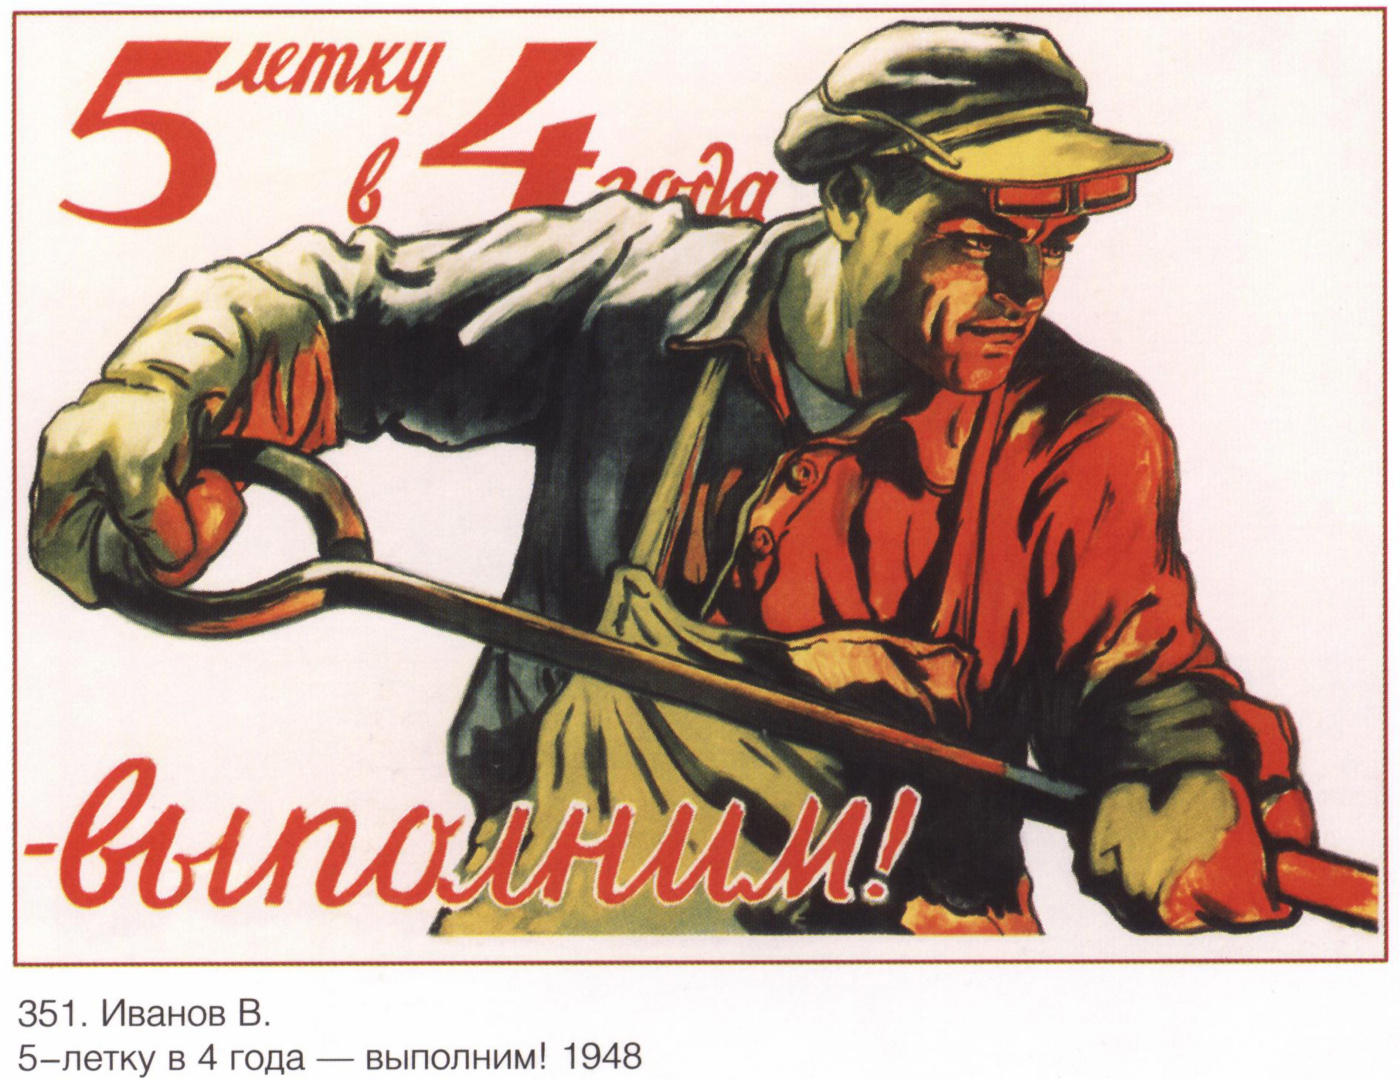 5 летку
в 4 года
-выполним!
351. Иванов В.
5–летку в 4 года — выполним! 1948